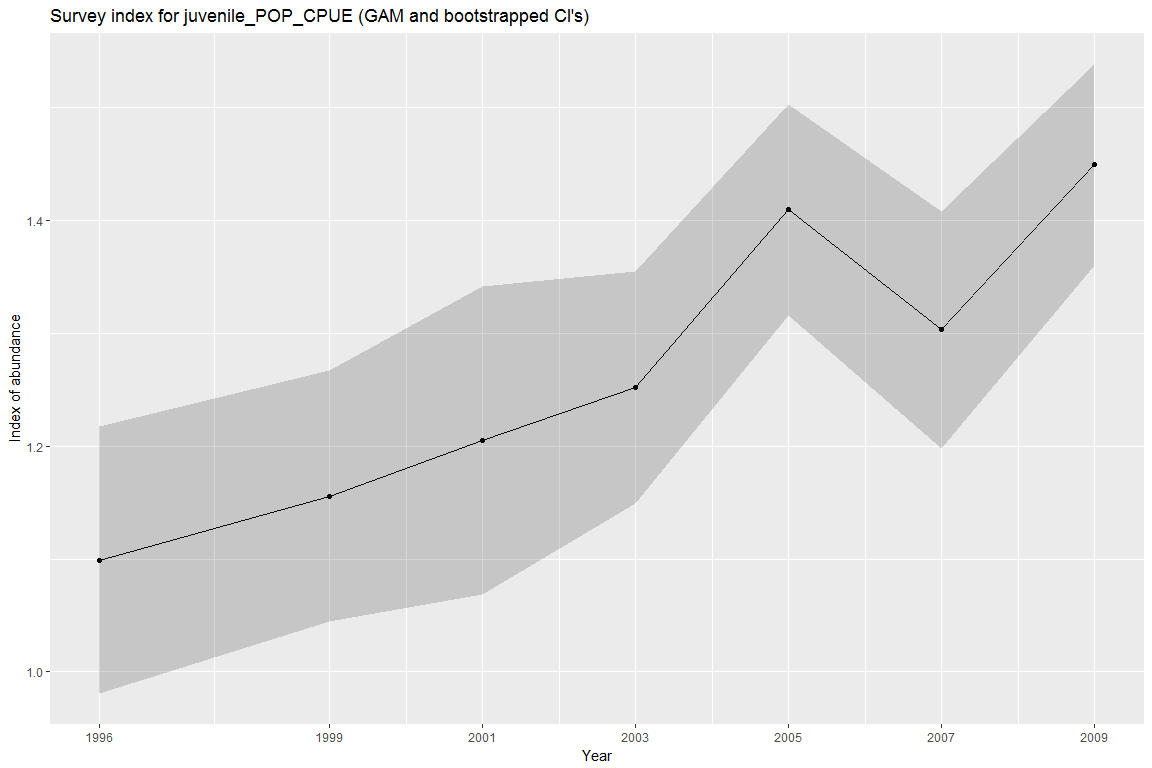 Survey index for juvenile_POP_CPUE (GAM and bootstrapped CI's)
Index of abundance
1.4
1.2
1.0
1996 1999 2001 2003 2005 2007 2009
Year